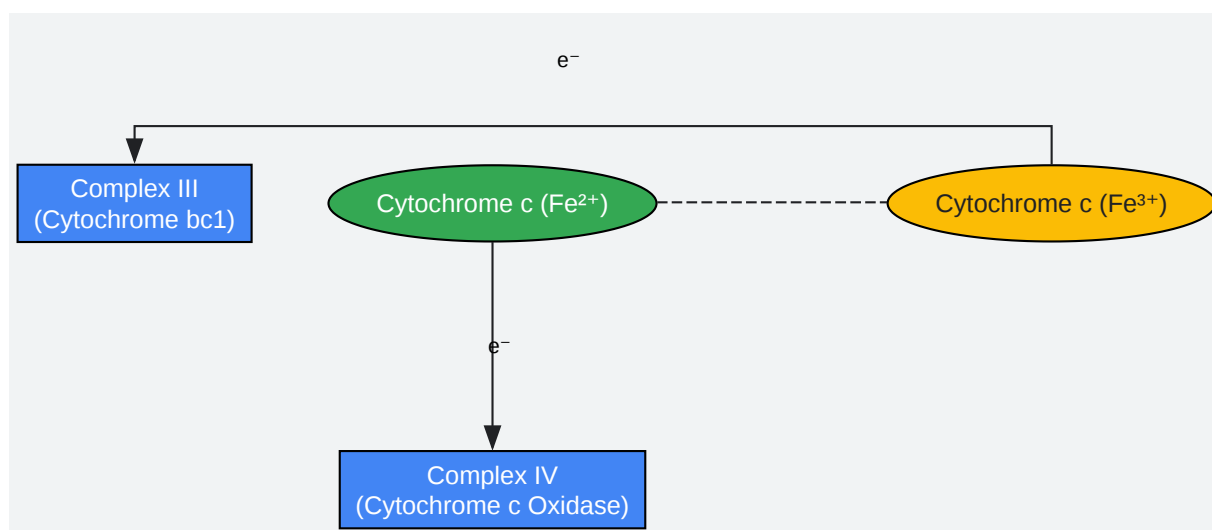 e⁻
Complex III
(Cytochrome bc1)
Cytochrome c (Fe²⁺)
Cytochrome c (Fe³⁺)
e⁻
Complex IV
(Cytochrome c Oxidase)